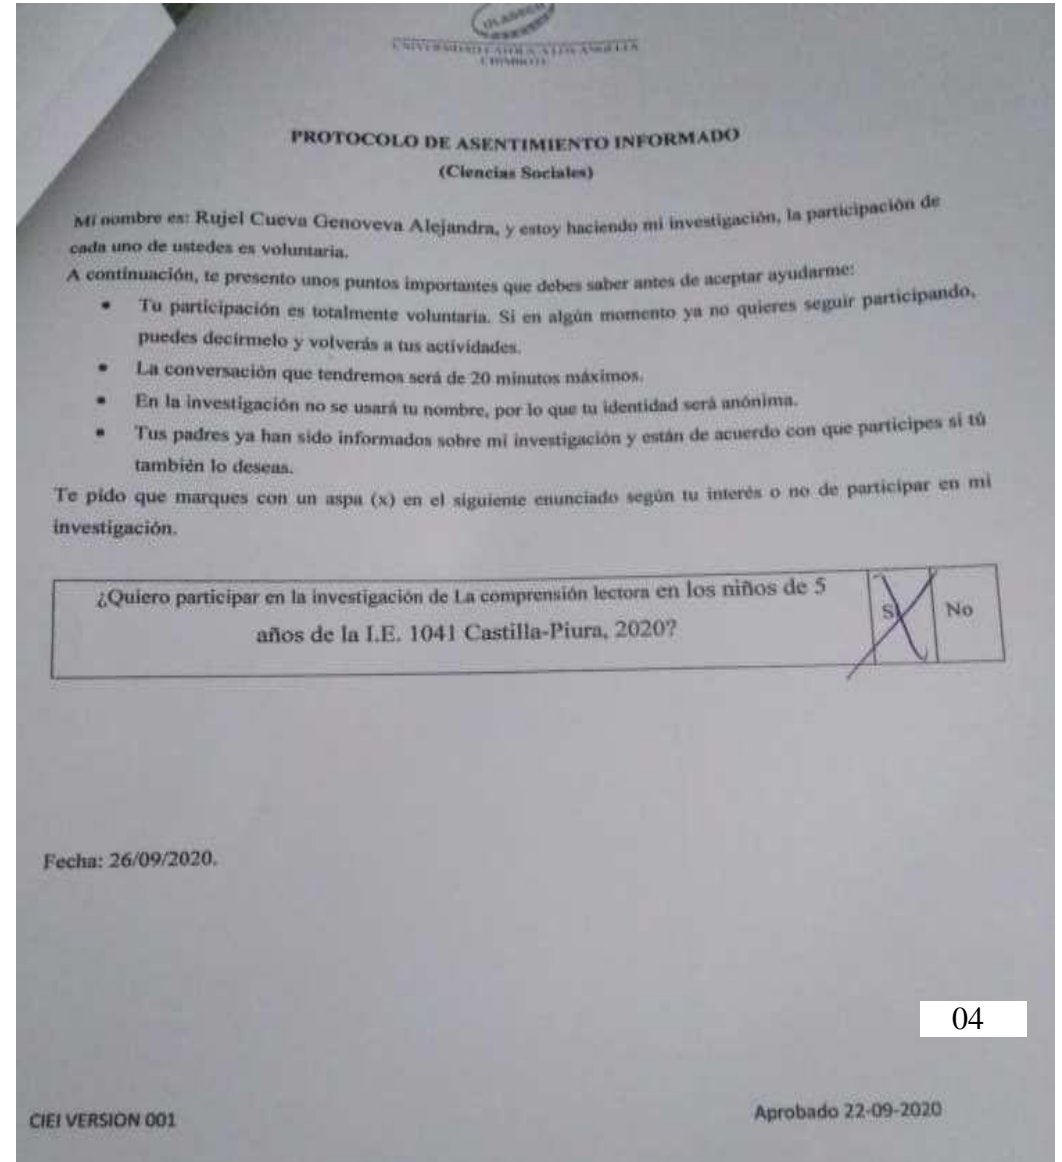 ULADECH
UNIVERSIDAD CATÓLICA LOS ÁNGELES
CHIMBOTE
PROTOCOLO DE ASENTIMIENTO INFORMADO
(Ciencias Sociales)
Mi nombre es: Rujel Cueva Genoveva Alejandra, y estoy haciendo mi investigación, la participación de
cada uno de ustedes es voluntaria.
A continuación, te presento unos puntos importantes que debes saber antes de aceptar ayudarme:
• Tu participación es totalmente voluntaria. Si en algún momento ya no quieres seguir participando,
puedes decírmelo y volverás a tus actividades.
• La conversación que tendremos será de 20 minutos máximos.
• En la investigación no se usará tu nombre, por lo que tu identidad será anónima.
• Tus padres ya han sido informados sobre mi investigación y están de acuerdo con que participes si tú
también lo deseas.
Te pido que marques con un aspa (x) en el siguiente enunciado según tu interés o no de participar en mi
investigación.
¿Quiero participar en la investigación de La comprensión lectora en los niños de 5
años de la I.E. 1041 Castilla-Piura, 2020?
Sí
No
Fecha: 26/09/2020.
04
CIEI VERSION 001
Aprobado 22-09-2020